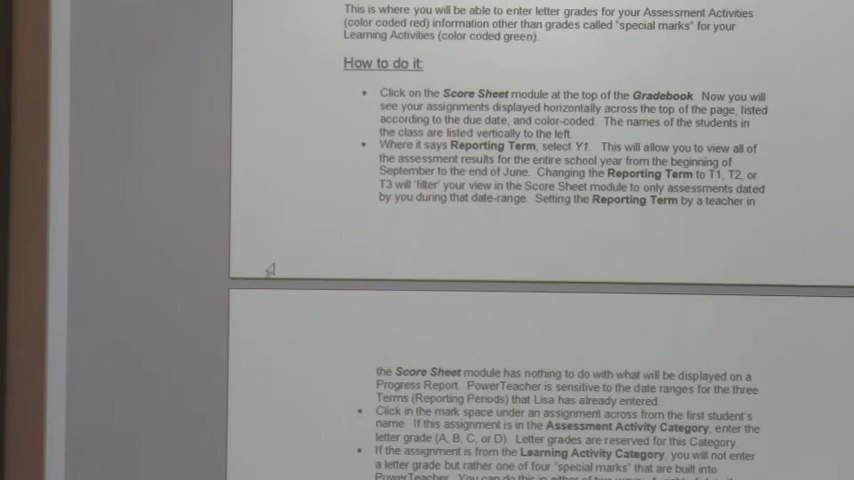 This is where you will be able to enter letter grades for your Assessment Activities
(color coded red) information other than grades called "special marks" for your
Learning Activities (color coded green).
How to do it:
• Click on the Score Sheet module at the top of the Gradebook. Now you will
see your assignments displayed horizontally across the top of the page, listed
according to the due date, and color-coded. The names of the students in
the class are listed vertically to the left.
• Where it says Reporting Term, select Y1. This will allow you to view all of
the assessment results for the entire school year from the beginning of
September to the end of June. Changing the Reporting Term to T1, T2, or
T3 will 'filter' your view in the Score Sheet module to only assessments dated
by you during that date-range. Setting the Reporting Term by a teacher in
the Score Sheet module has nothing to do with what will be displayed on a
Progress Report. PowerTeacher is sensitive to the date ranges for the three
Terms (Reporting Periods) that Lisa has already entered.
• Click in the mark space under an assignment across from the first student's
name. If this assignment is in the Assessment Activity Category, enter the
letter grade (A, B, C, or D). Letter grades are reserved for this Category.
• If the assignment is from the Learning Activity Category, you will not enter
a letter grade but rather one of four "special marks" that are built into
PowerTeacher. You can do this in either of two ways.